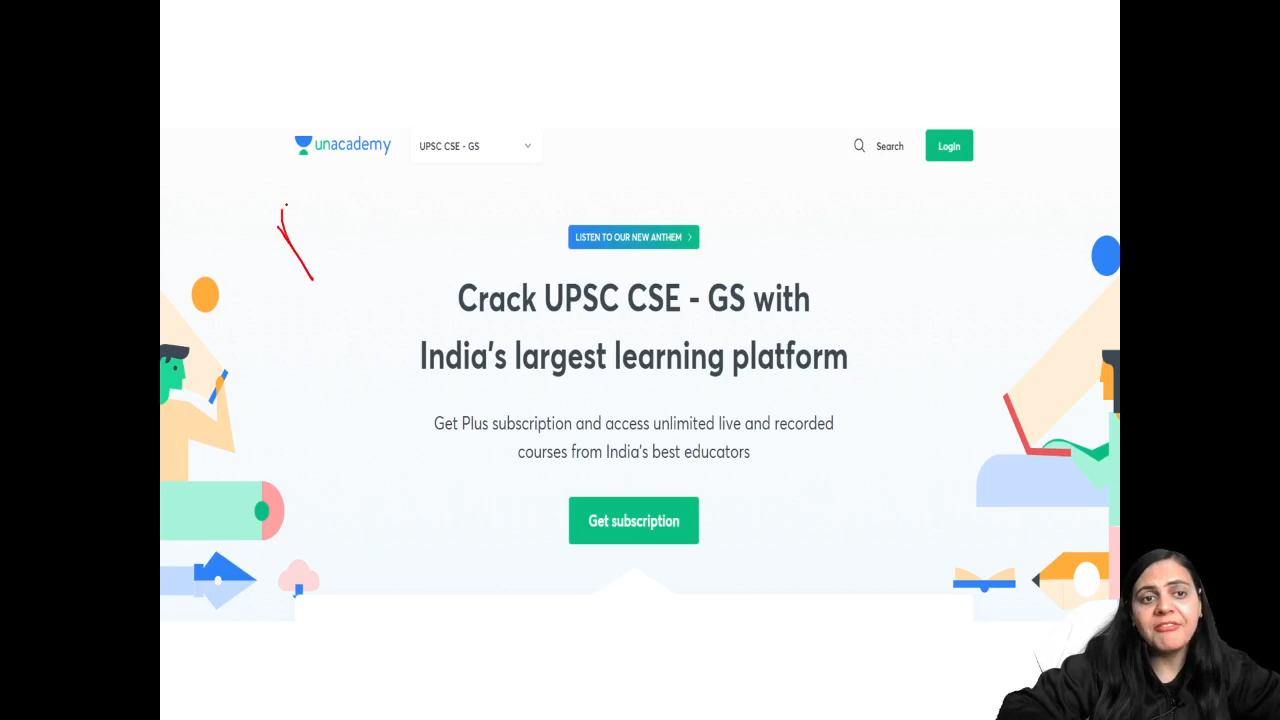 unacademy
UPSC CSE - GS
Search
Login
LISTEN TO OUR NEW ANTHEM
Crack UPSC CSE - GS with
India's largest learning platform
Get Plus subscription and access unlimited live and recorded
courses from India's best educators
Get subscription